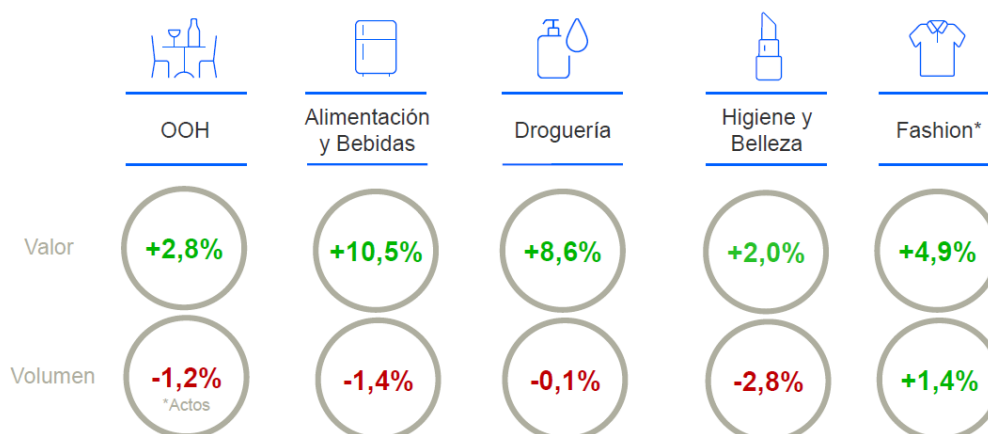 OOH
Alimentación
y Bebidas
Droguería
Higiene y
Belleza
Fashion*
Valor
+2,8%
+10,5%
+8,6%
+2,0%
+4,9%
Volumen
-1,2%
*Actos
-1,4%
-0,1%
-2,8%
+1,4%